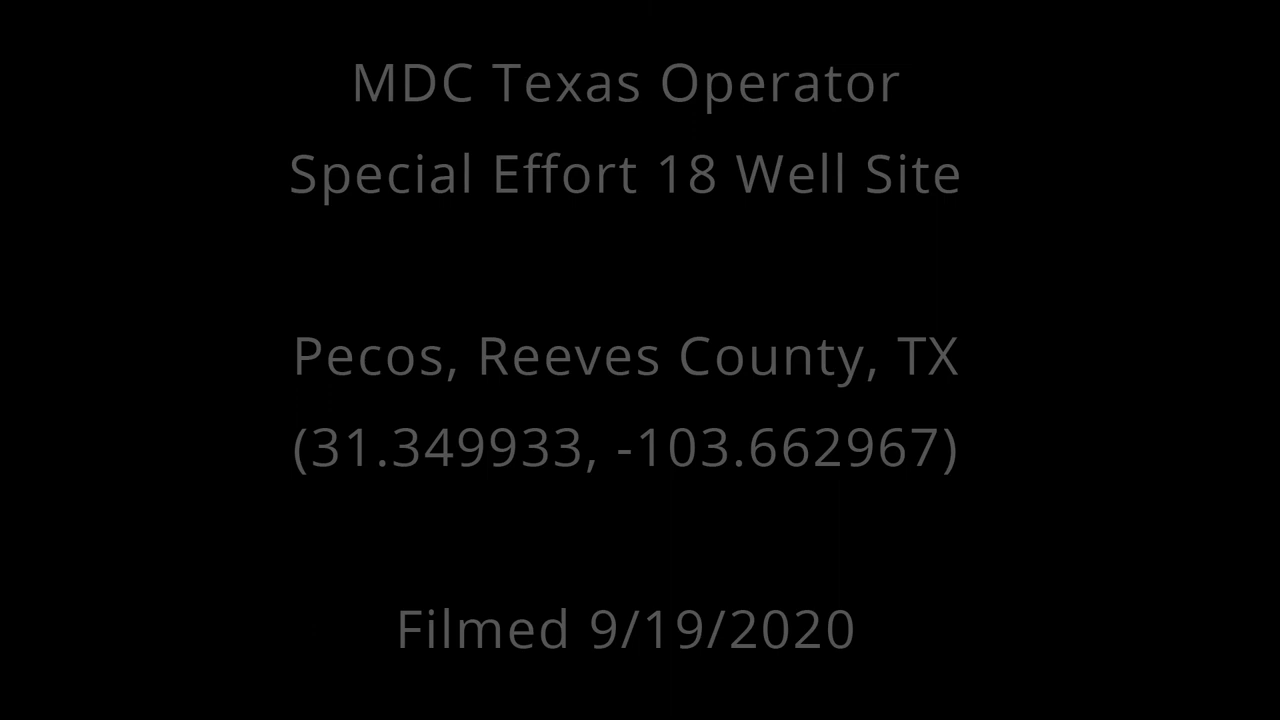 MDC Texas Operator
Special Effort 18 Well Site
Pecos, Reeves County, TX
(31.349933, -103.662967)
Filmed 9/19/2020